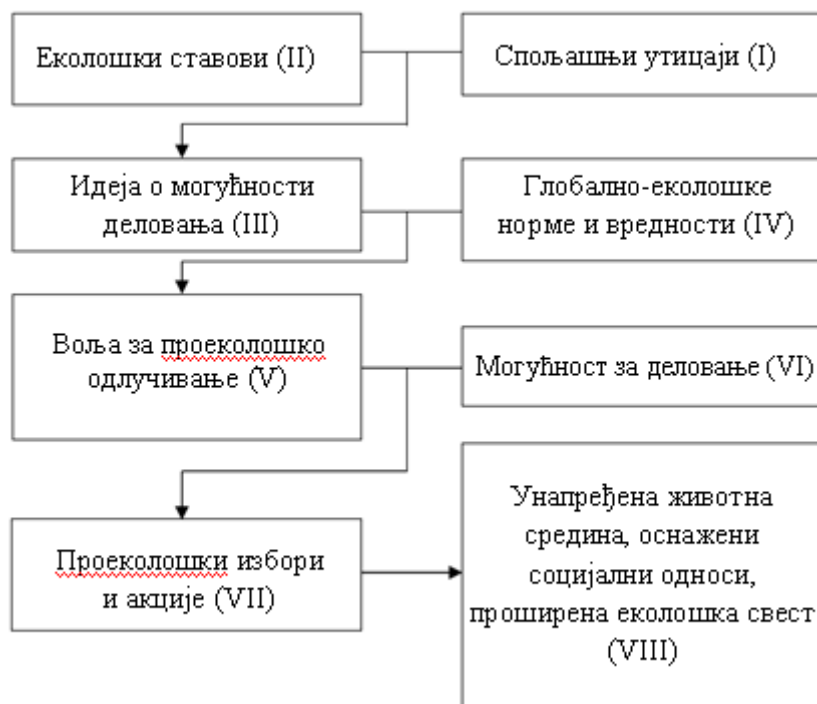 Еколошки ставови (II)
Спољашњи утицаји (I)
Идеја о могућности
деловања (III)
Глобално-еколошке
норме и вредности (IV)
Воља за проеколошко
одлучивање (V)
Могућност за деловање (VI)
Проеколошки избори
и акције (VII)
Унапређена животна
средина, оснажени
социјални односи,
проширена еколошка свест
(VIII)